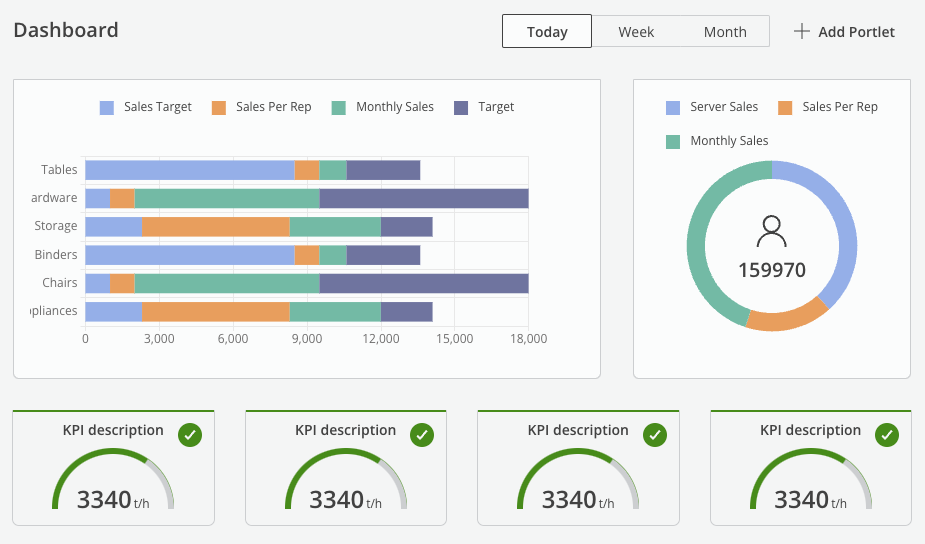 Dashboard
Today Week Month Add Portlet
Sales Target Sales Per Rep Monthly Sales Target
Server Sales Sales Per Rep
Monthly Sales
Tables
ardware
Storage
Binders
Chairs
pliances
0 3,000 6,000 9,000 12,000 15,000 18,000
159970
KPI description KPI description KPI description KPI description
3340 t/h 3340 t/h 3340 t/h 3340 t/h